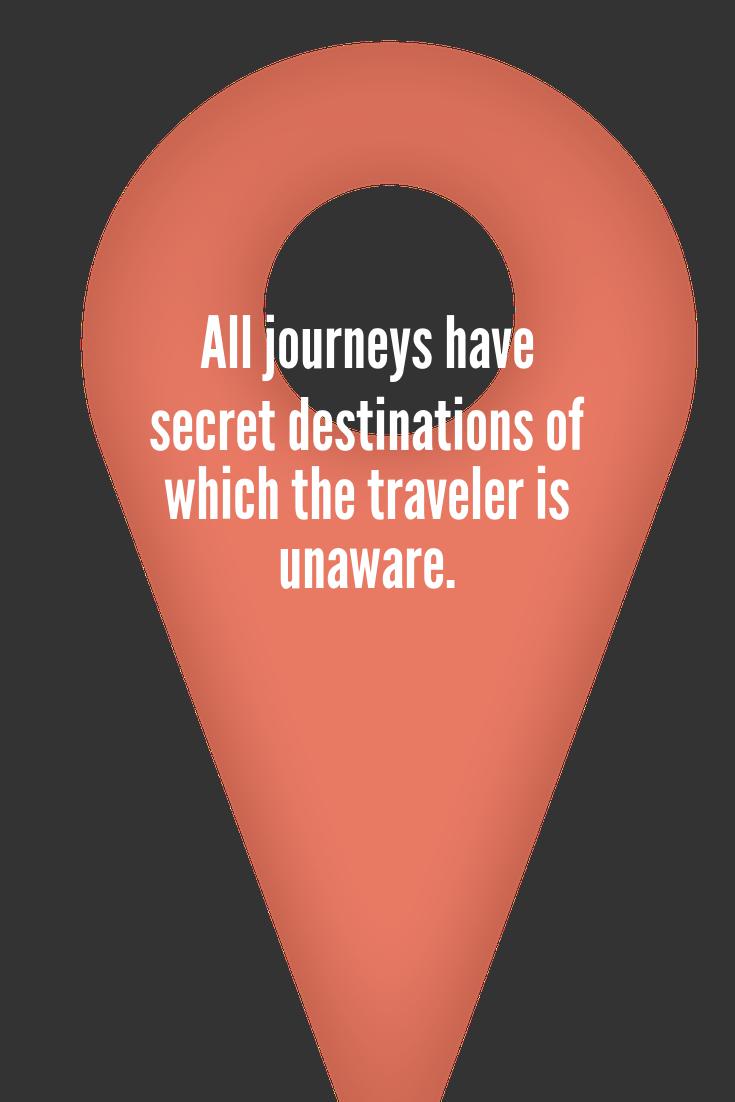 All journeys have
secret destinations of
which the traveler is
unaware.